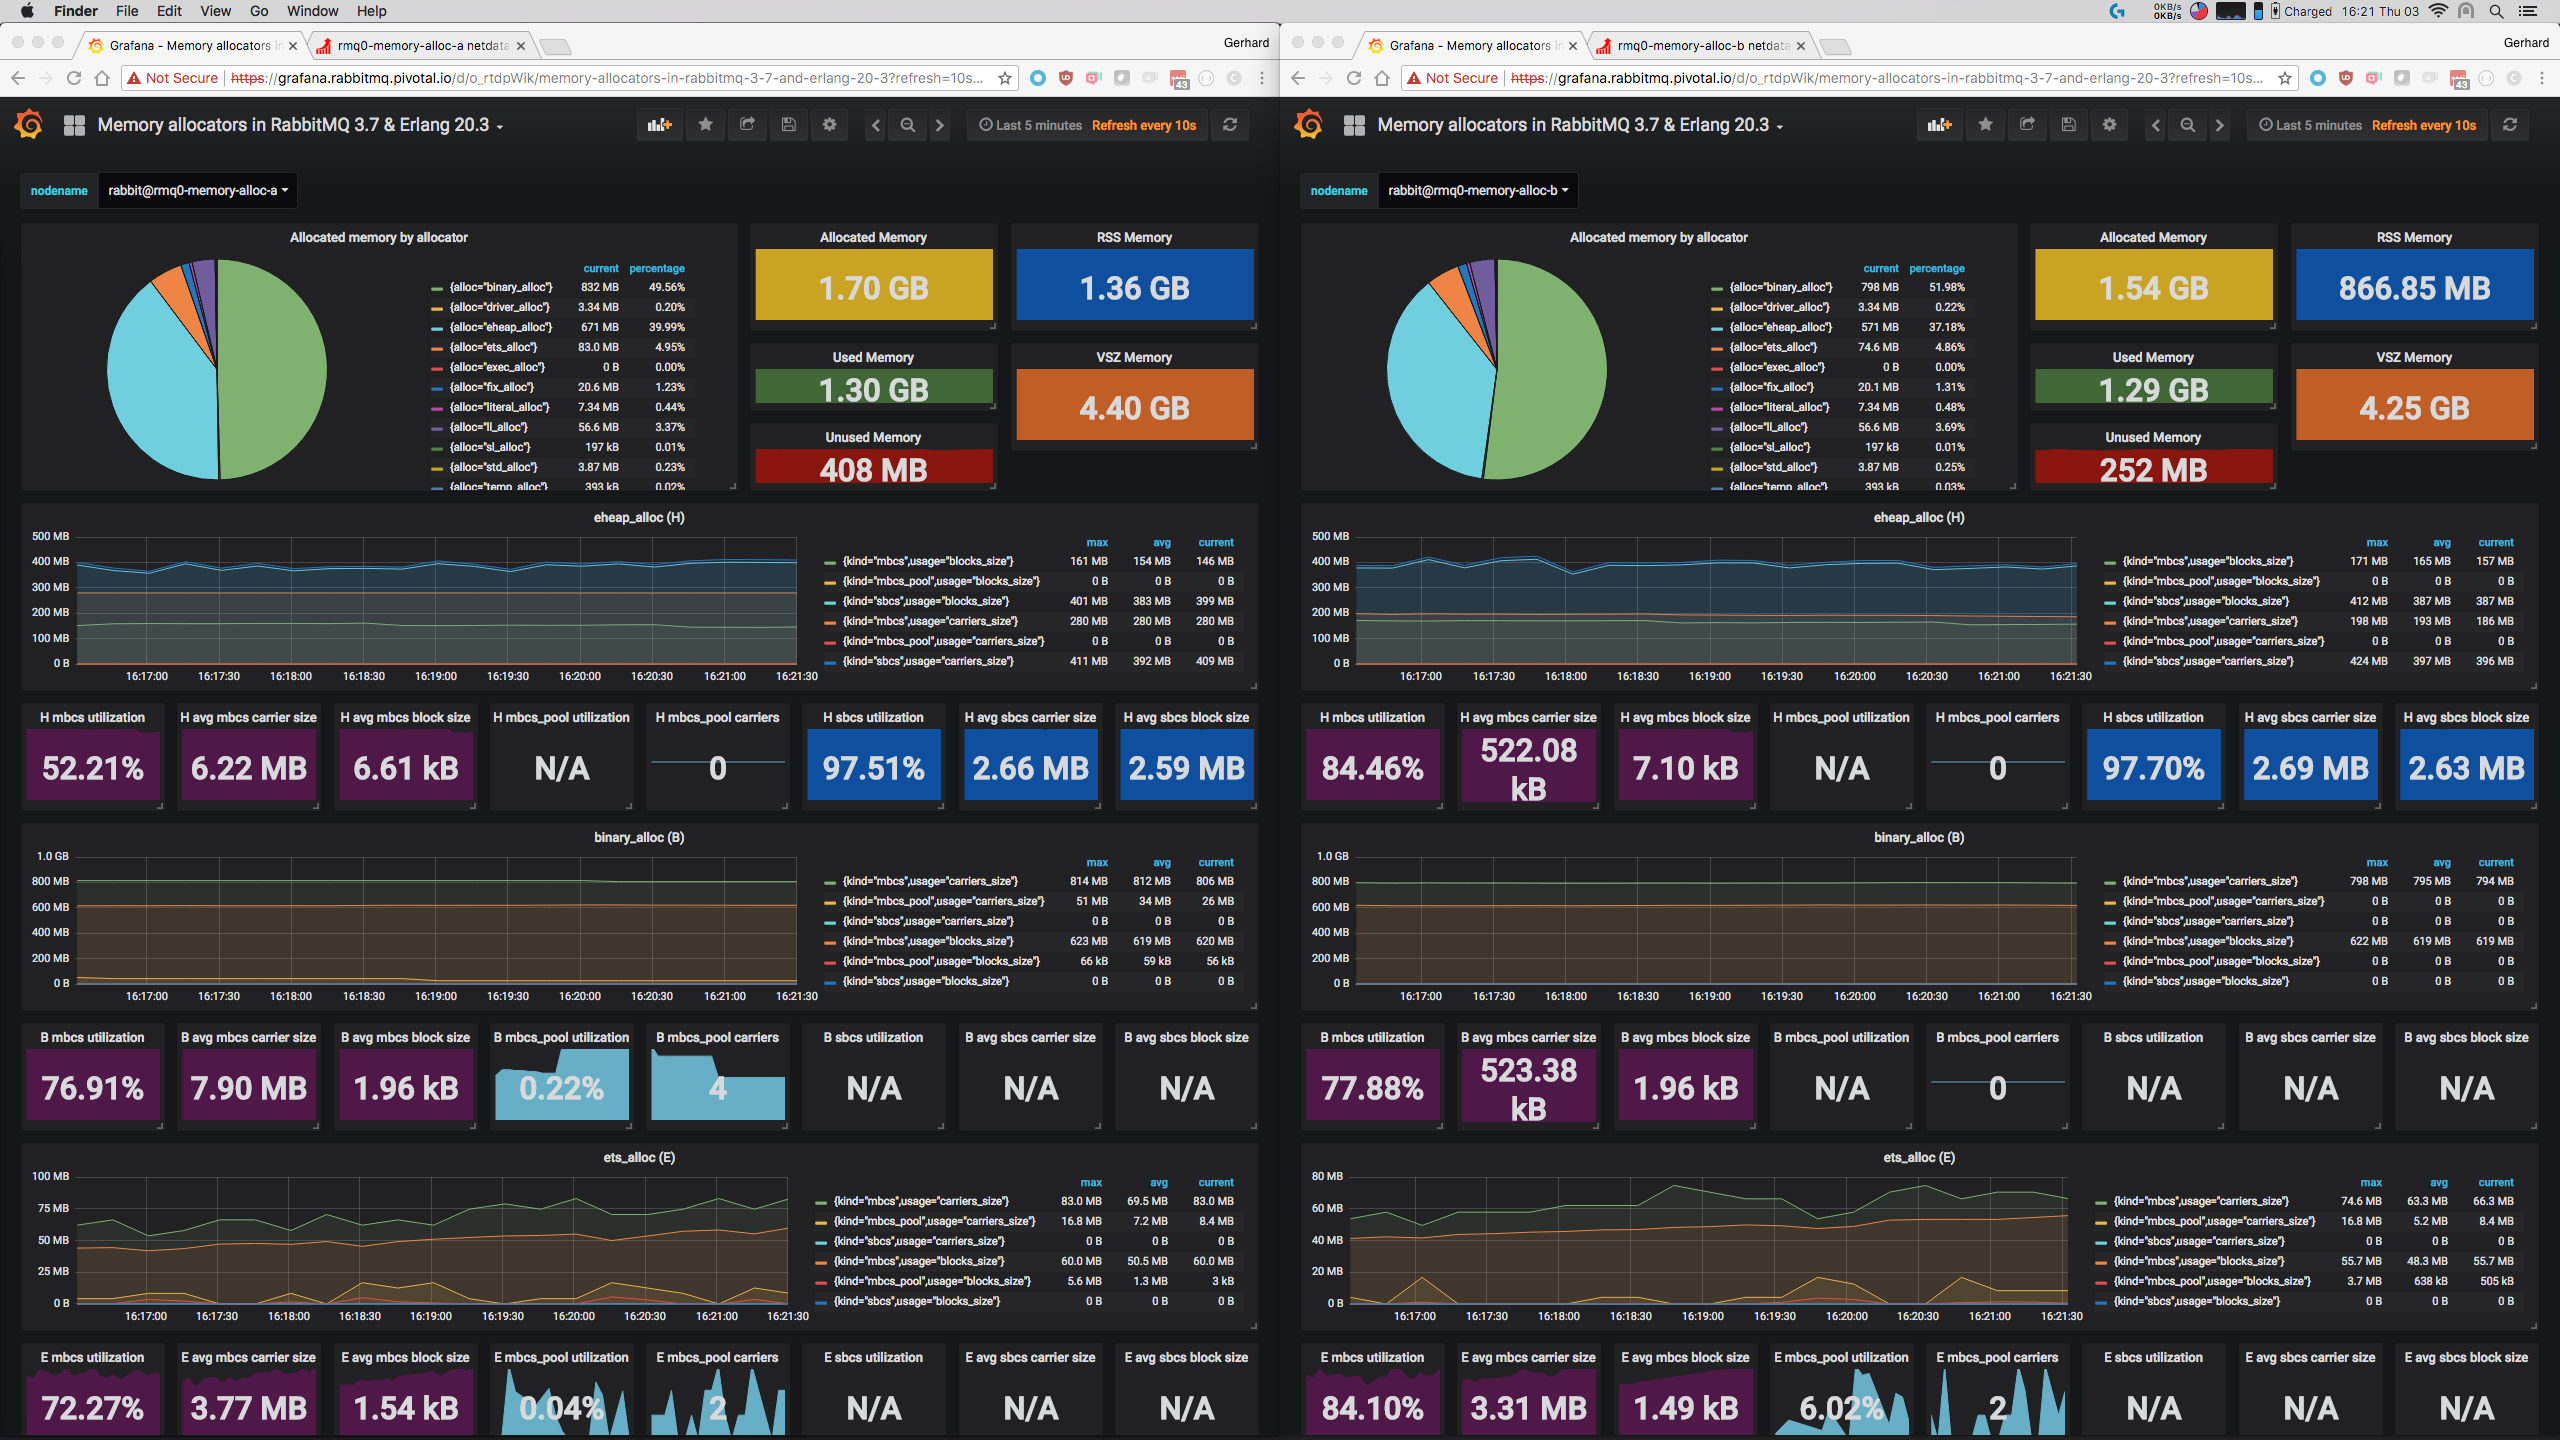 Finder File Edit View Go Window Help
0KB/s
0KB/s
Charged 16:21 Thu 03
Grafana - Memory allocators in
rmq0-memory-alloc-a netdata
Gerhard
Not Secure | https://grafana.rabbitmq.pivotal.io/d/o_rtdpWik/memory-allocators-in-rabbitmq-3-7-and-erlang-20-3?refresh=10s...
43
Memory allocators in RabbitMQ 3.7 & Erlang 20.3
Last 5 minutes Refresh every 10s
nodename rabbit@rmq0-memory-alloc-a
Allocated memory by allocator
current percentage
{alloc="binary_alloc"} 832 MB 49.56%
{alloc="driver_alloc"} 3.34 MB 0.20%
{alloc="eheap_alloc"} 671 MB 39.99%
{alloc="ets_alloc"} 83.0 MB 4.95%
{alloc="exec_alloc"} 0 B 0.00%
{alloc="fix_alloc"} 20.6 MB 1.23%
{alloc="literal_alloc"} 7.34 MB 0.44%
{alloc="ll_alloc"} 56.6 MB 3.37%
{alloc="sl_alloc"} 197 kB 0.01%
{alloc="std_alloc"} 3.87 MB 0.23%
{alloc="temp_alloc"} 393 kB 0.02%
Allocated Memory
1.70 GB
RSS Memory
1.36 GB
Used Memory
1.30 GB
VSZ Memory
4.40 GB
Unused Memory
408 MB
eheap_alloc (H)
500 MB
400 MB
300 MB
200 MB
100 MB
0 B
16:17:00 16:17:30 16:18:00 16:18:30 16:19:00 16:19:30 16:20:00 16:20:30 16:21:00 16:21:30
max avg current
{kind="mbcs",usage="blocks_size"} 161 MB 154 MB 146 MB
{kind="mbcs_pool",usage="blocks_size"} 0 B 0 B 0 B
{kind="sbcs",usage="blocks_size"} 401 MB 383 MB 399 MB
{kind="mbcs",usage="carriers_size"} 280 MB 280 MB 280 MB
{kind="mbcs_pool",usage="carriers_size"} 0 B 0 B 0 B
{kind="sbcs",usage="carriers_size"} 411 MB 392 MB 409 MB
H mbcs utilization H avg mbcs carrier size H avg mbcs block size H mbcs_pool utilization H mbcs_pool carriers H sbcs utilization H avg sbcs carrier size H avg sbcs block size
52.21% 6.22 MB 6.61 kB N/A 0 97.51% 2.66 MB 2.59 MB
binary_alloc (B)
1.0 GB
800 MB
600 MB
400 MB
200 MB
0 B
16:17:00 16:17:30 16:18:00 16:18:30 16:19:00 16:19:30 16:20:00 16:20:30 16:21:00 16:21:30
max avg current
{kind="mbcs",usage="carriers_size"} 814 MB 812 MB 806 MB
{kind="mbcs_pool",usage="carriers_size"} 51 MB 34 MB 26 MB
{kind="sbcs",usage="carriers_size"} 0 B 0 B 0 B
{kind="mbcs",usage="blocks_size"} 623 MB 619 MB 620 MB
{kind="mbcs_pool",usage="blocks_size"} 66 kB 59 kB 56 kB
{kind="sbcs",usage="blocks_size"} 0 B 0 B 0 B
B mbcs utilization B avg mbcs carrier size B avg mbcs block size B mbcs_pool utilization B mbcs_pool carriers B sbcs utilization B avg sbcs carrier size B avg sbcs block size
76.91% 7.90 MB 1.96 kB 0.22% 4 N/A N/A N/A
ets_alloc (E)
100 MB
75 MB
50 MB
25 MB
0 B
16:17:00 16:17:30 16:18:00 16:18:30 16:19:00 16:19:30 16:20:00 16:20:30 16:21:00 16:21:30
max avg current
{kind="mbcs",usage="carriers_size"} 83.0 MB 69.5 MB 83.0 MB
{kind="mbcs_pool",usage="carriers_size"} 16.8 MB 7.2 MB 8.4 MB
{kind="sbcs",usage="carriers_size"} 0 B 0 B 0 B
{kind="mbcs",usage="blocks_size"} 60.0 MB 50.5 MB 60.0 MB
{kind="mbcs_pool",usage="blocks_size"} 5.6 MB 1.3 MB 3 kB
{kind="sbcs",usage="blocks_size"} 0 B 0 B 0 B
E mbcs utilization E avg mbcs carrier size E avg mbcs block size E mbcs_pool utilization E mbcs_pool carriers E sbcs utilization E avg sbcs carrier size E avg sbcs block size
72.27% 3.77 MB 1.54 kB 0.04% 2 N/A N/A N/A
Grafana - Memory allocators in
rmq0-memory-alloc-b netdata
Gerhard
Not Secure | https://grafana.rabbitmq.pivotal.io/d/o_rtdpWik/memory-allocators-in-rabbitmq-3-7-and-erlang-20-3?refresh=10s...
43
Memory allocators in RabbitMQ 3.7 & Erlang 20.3
Last 5 minutes Refresh every 10s
nodename rabbit@rmq0-memory-alloc-b
Allocated memory by allocator
current percentage
{alloc="binary_alloc"} 798 MB 51.98%
{alloc="driver_alloc"} 3.34 MB 0.22%
{alloc="eheap_alloc"} 571 MB 37.18%
{alloc="ets_alloc"} 74.6 MB 4.86%
{alloc="exec_alloc"} 0 B 0.00%
{alloc="fix_alloc"} 20.1 MB 1.31%
{alloc="literal_alloc"} 7.34 MB 0.48%
{alloc="ll_alloc"} 56.6 MB 3.69%
{alloc="sl_alloc"} 197 kB 0.01%
{alloc="std_alloc"} 3.87 MB 0.25%
{alloc="temp_alloc"} 393 kB 0.03%
Allocated Memory
1.54 GB
RSS Memory
866.85 MB
Used Memory
1.29 GB
VSZ Memory
4.25 GB
Unused Memory
252 MB
eheap_alloc (H)
500 MB
400 MB
300 MB
200 MB
100 MB
0 B
16:17:00 16:17:30 16:18:00 16:18:30 16:19:00 16:19:30 16:20:00 16:20:30 16:21:00 16:21:30
max avg current
{kind="mbcs",usage="blocks_size"} 171 MB 165 MB 157 MB
{kind="mbcs_pool",usage="blocks_size"} 0 B 0 B 0 B
{kind="sbcs",usage="blocks_size"} 412 MB 387 MB 387 MB
{kind="mbcs",usage="carriers_size"} 198 MB 193 MB 186 MB
{kind="mbcs_pool",usage="carriers_size"} 0 B 0 B 0 B
{kind="sbcs",usage="carriers_size"} 424 MB 397 MB 396 MB
H mbcs utilization H avg mbcs carrier size H avg mbcs block size H mbcs_pool utilization H mbcs_pool carriers H sbcs utilization H avg sbcs carrier size H avg sbcs block size
84.46% 522.08 kB 7.10 kB N/A 0 97.70% 2.69 MB 2.63 MB
binary_alloc (B)
1.0 GB
800 MB
600 MB
400 MB
200 MB
0 B
16:17:00 16:17:30 16:18:00 16:18:30 16:19:00 16:19:30 16:20:00 16:20:30 16:21:00 16:21:30
max avg current
{kind="mbcs",usage="carriers_size"} 798 MB 795 MB 794 MB
{kind="mbcs_pool",usage="carriers_size"} 0 B 0 B 0 B
{kind="sbcs",usage="carriers_size"} 0 B 0 B 0 B
{kind="mbcs",usage="blocks_size"} 622 MB 619 MB 619 MB
{kind="mbcs_pool",usage="blocks_size"} 0 B 0 B 0 B
{kind="sbcs",usage="blocks_size"} 0 B 0 B 0 B
B mbcs utilization B avg mbcs carrier size B avg mbcs block size B mbcs_pool utilization B mbcs_pool carriers B sbcs utilization B avg sbcs carrier size B avg sbcs block size
77.88% 523.38 kB 1.96 kB N/A 0 N/A N/A N/A
ets_alloc (E)
80 MB
60 MB
40 MB
20 MB
0 B
16:17:00 16:17:30 16:18:00 16:18:30 16:19:00 16:19:30 16:20:00 16:20:30 16:21:00 16:21:30
max avg current
{kind="mbcs",usage="carriers_size"} 74.6 MB 63.3 MB 66.3 MB
{kind="mbcs_pool",usage="carriers_size"} 16.8 MB 5.2 MB 8.4 MB
{kind="sbcs",usage="carriers_size"} 0 B 0 B 0 B
{kind="mbcs",usage="blocks_size"} 55.7 MB 48.3 MB 55.7 MB
{kind="mbcs_pool",usage="blocks_size"} 3.7 MB 638 kB 505 kB
{kind="sbcs",usage="blocks_size"} 0 B 0 B 0 B
E mbcs utilization E avg mbcs carrier size E avg mbcs block size E mbcs_pool utilization E mbcs_pool carriers E sbcs utilization E avg sbcs carrier size E avg sbcs block size
84.10% 3.31 MB 1.49 kB 6.02% 2 N/A N/A N/A